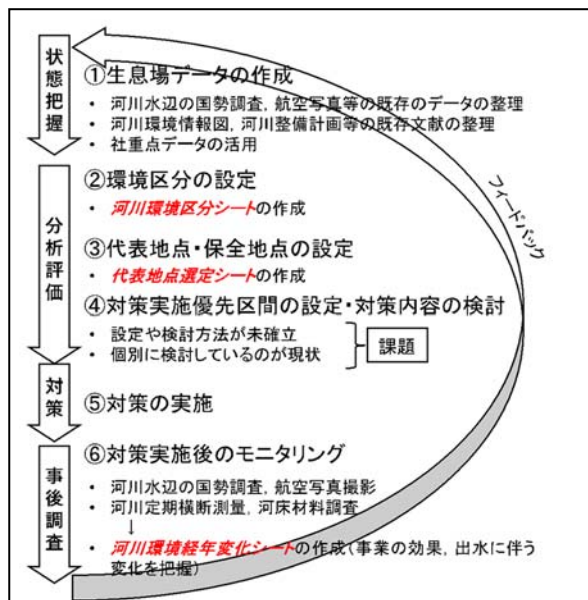 状態把握
①生息場データの作成
・ 河川水辺の国勢調査, 航空写真等の既存のデータの整理
・ 河川環境情報図, 河川整備計画等の既存文献の整理
・ 社重点データの活用
分析評価
②環境区分の設定
・ 河川環境区分シートの作成
③代表地点・保全地点の設定
・ 代表地点選定シートの作成
④対策実施優先区間の設定・対策内容の検討
・ 設定や検討方法が未確立
・ 個別に検討しているのが現状
課題
対策
⑤対策の実施
事後調査
⑥対策実施後のモニタリング
・ 河川水辺の国勢調査, 航空写真撮影
・ 河川定期横断測量, 河床材料調査
↓
・ 河川環境経年変化シートの作成(事業の効果, 出水に伴う
変化を把握)
フィードバック